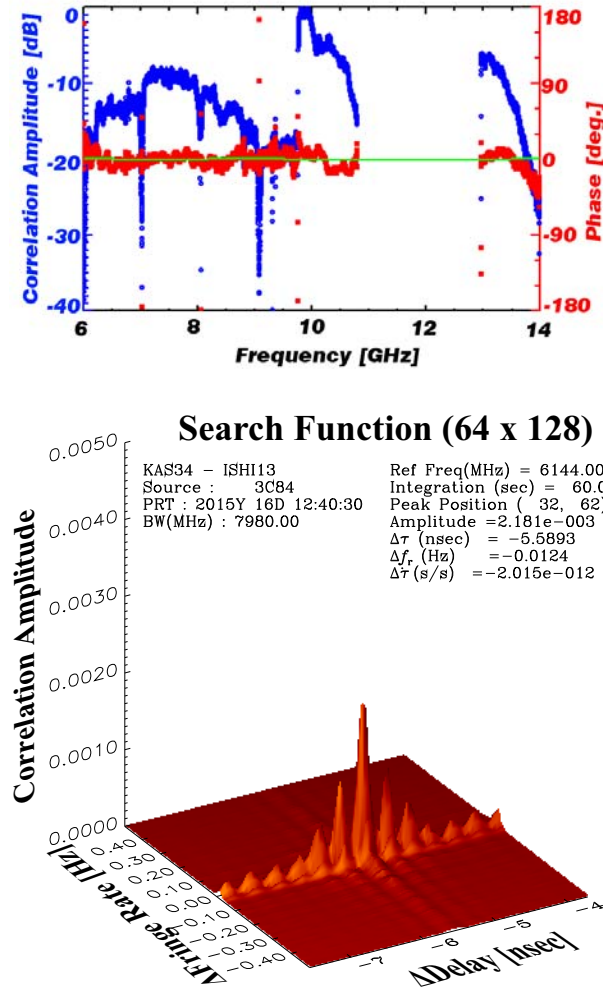 Correlation Amplitude [dB]
0
-10
-20
-30
-40
180
90
0
-90
-180
Phase [deg.]
6
8
10
12
14
Frequency [GHz]
Search Function (64 x 128)
KAS34 - ISHI13
Source : 3C84
PRT : 2015Y 16D 12:40:30
BW(MHz) : 7980.00
Ref Freq(MHz) = 6144.00
Integration (sec) = 60.0
Peak Position ( 32, 62)
Amplitude =2.181e-003
Δτ (nsec) = -5.5893
Δfr (Hz) =-0.0124
Δτ̇ (s/s) =-2.015e-012
Correlation Amplitude
0.0050
0.0040
0.0030
0.0020
0.0010
0.0000
0.40
0.30
0.20
0.10
0.00
-0.10
-0.20
-0.30
-0.40
ΔFringe Rate [Hz]
-7
-6
-5
-4
ΔDelay [nsec]